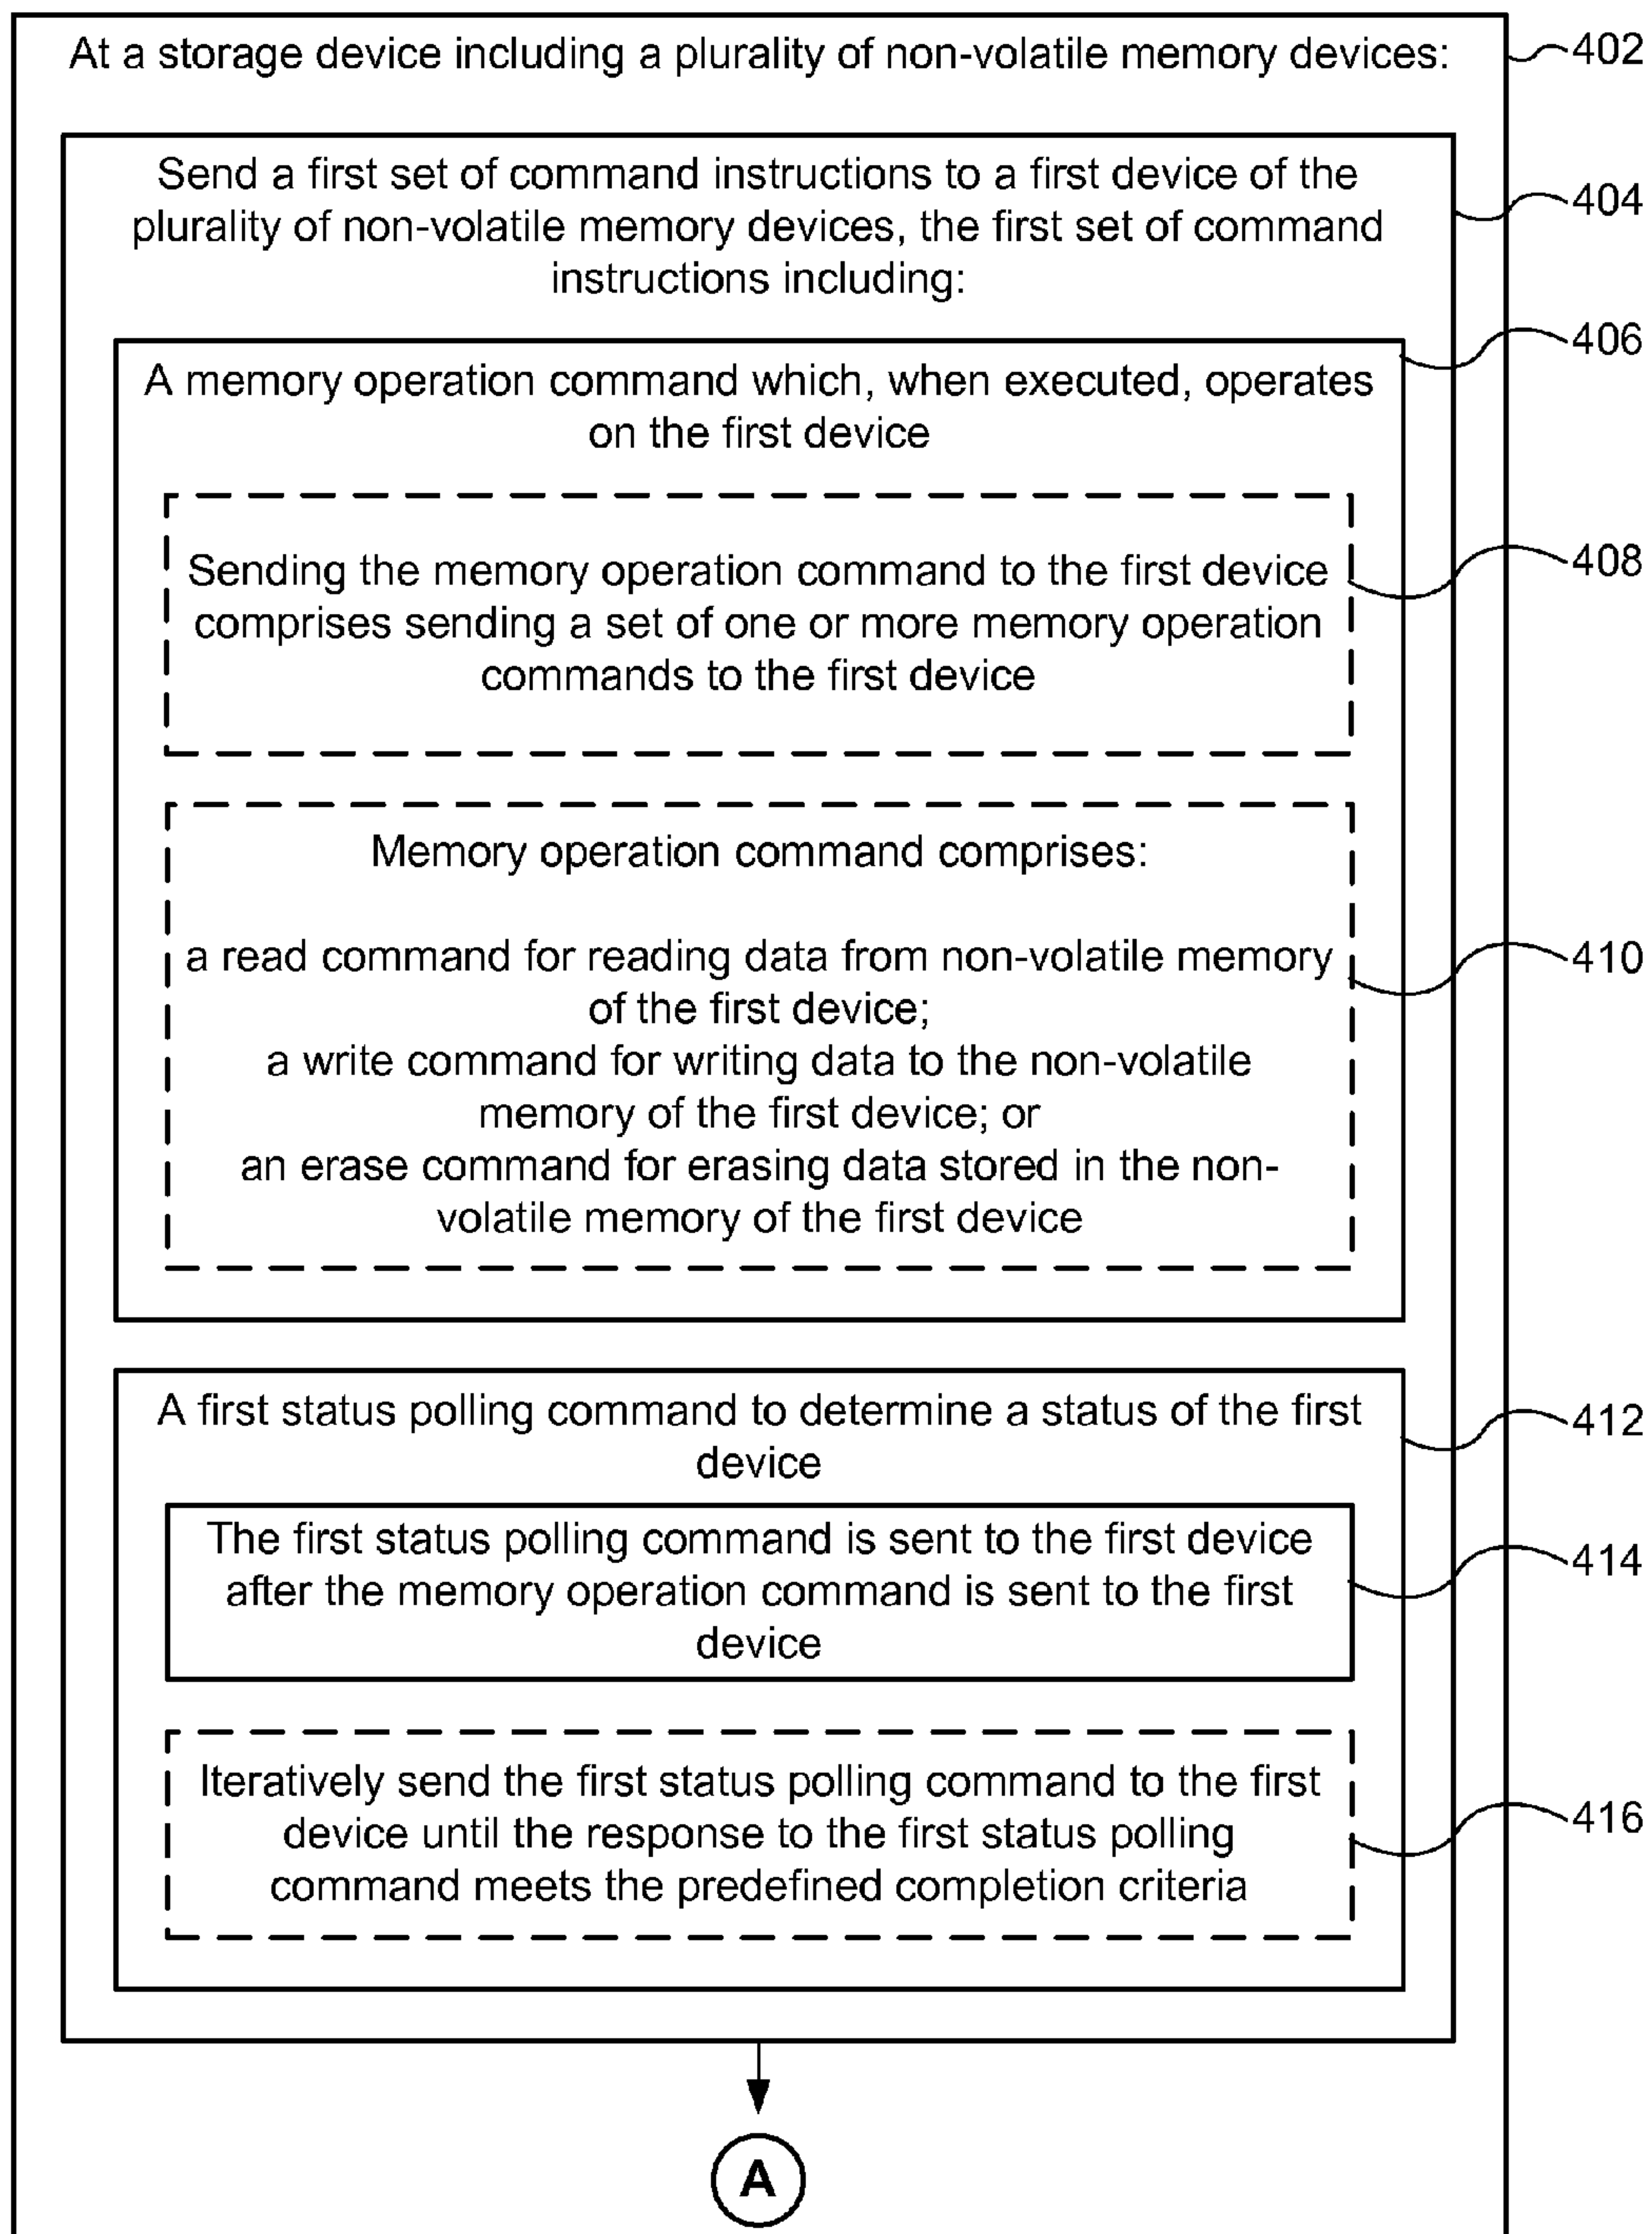 At a storage device including a plurality of non-volatile memory devices:
402
Send a first set of command instructions to a first device of the
plurality of non-volatile memory devices, the first set of command
instructions including:
404
A memory operation command which, when executed, operates
on the first device
406
Sending the memory operation command to the first device
comprises sending a set of one or more memory operation
commands to the first device
408
Memory operation command comprises:
a read command for reading data from non-volatile memory
of the first device;
a write command for writing data to the non-volatile
memory of the first device; or
an erase command for erasing data stored in the non-
volatile memory of the first device
410
A first status polling command to determine a status of the first
device
412
The first status polling command is sent to the first device
after the memory operation command is sent to the first
device
414
Iteratively send the first status polling command to the first
device until the response to the first status polling
command meets the predefined completion criteria
416
A